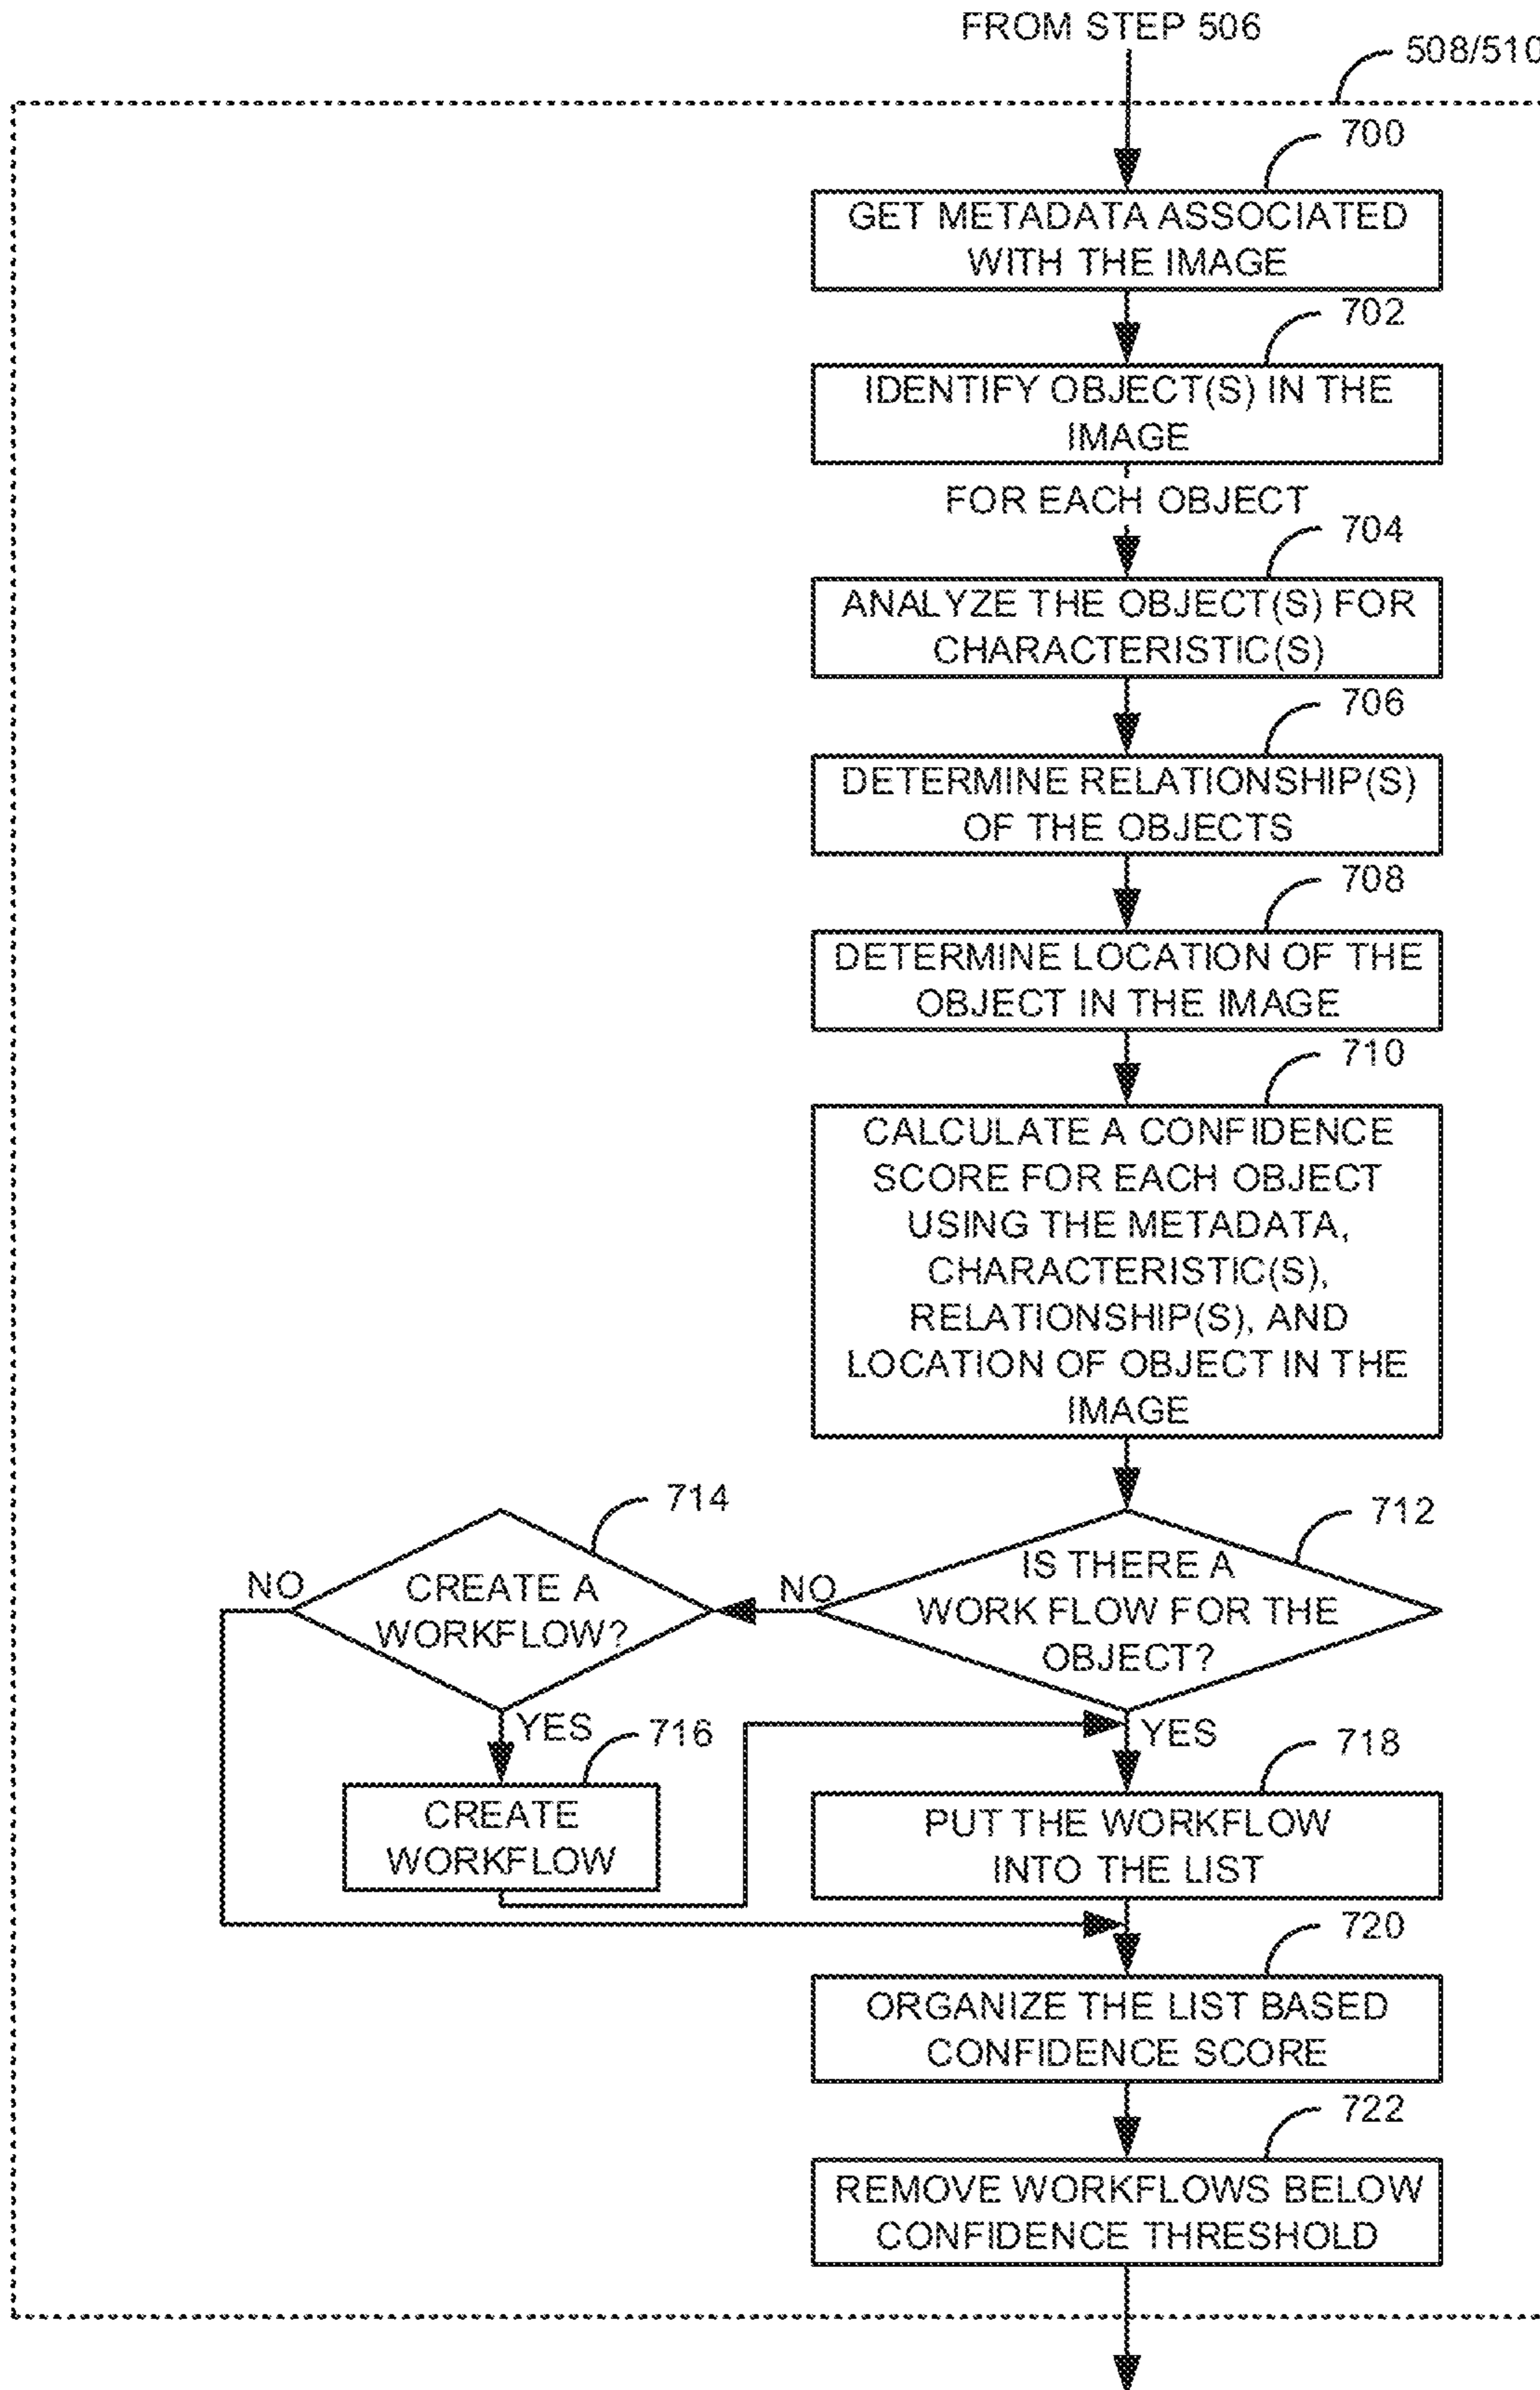 FROM STEP 506
508/510
700
GET METADATA ASSOCIATED
WITH THE IMAGE
702
IDENTIFY OBJECT(S) IN THE
IMAGE
FOR EACH OBJECT
704
ANALYZE THE OBJECT(S) FOR
CHARACTERISTIC(S)
706
DETERMINE RELATIONSHIP(S)
OF THE OBJECTS
708
DETERMINE LOCATION OF THE
OBJECT IN THE IMAGE
710
CALCULATE A CONFIDENCE
SCORE FOR EACH OBJECT
USING THE METADATA,
CHARACTERISTIC(S),
RELATIONSHIP(S), AND
LOCATION OF OBJECT IN THE
IMAGE
712
IS THERE A
WORK FLOW FOR THE
OBJECT?
NO
714
CREATE A
WORKFLOW?
NO
YES
716
CREATE
WORKFLOW
YES
718
PUT THE WORKFLOW
INTO THE LIST
720
ORGANIZE THE LIST BASED
CONFIDENCE SCORE
722
REMOVE WORKFLOWS BELOW
CONFIDENCE THRESHOLD